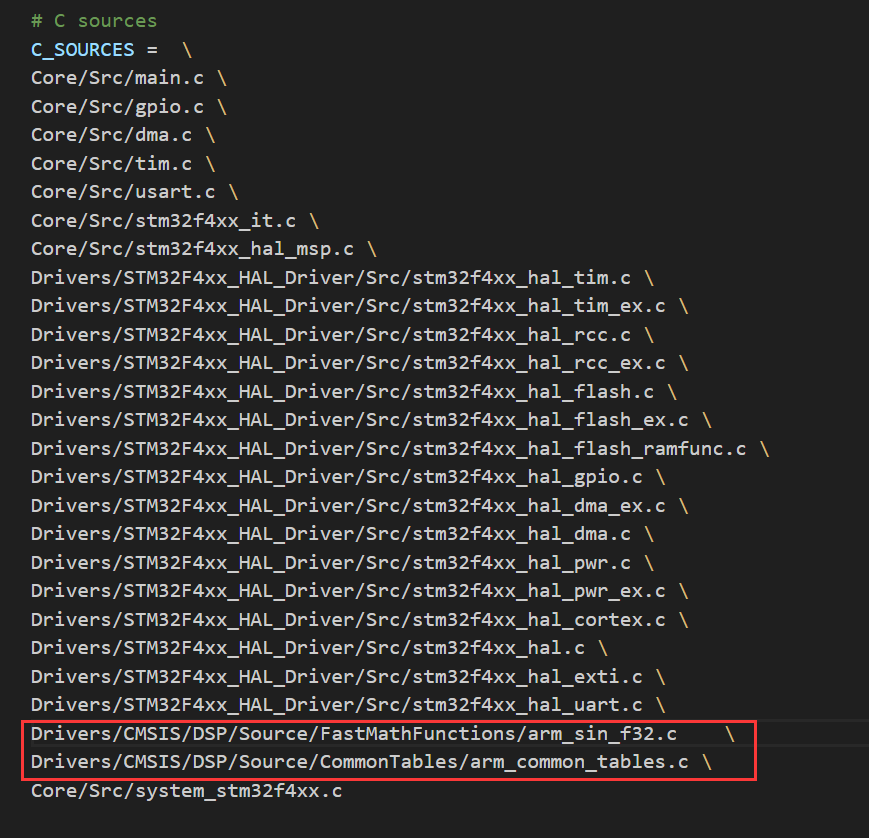 # C sources
C_SOURCES =  \
Core/Src/main.c \
Core/Src/gpio.c \
Core/Src/dma.c \
Core/Src/tim.c \
Core/Src/usart.c \
Core/Src/stm32f4xx_it.c \
Core/Src/stm32f4xx_hal_msp.c \
Drivers/STM32F4xx_HAL_Driver/Src/stm32f4xx_hal_tim.c \
Drivers/STM32F4xx_HAL_Driver/Src/stm32f4xx_hal_tim_ex.c \
Drivers/STM32F4xx_HAL_Driver/Src/stm32f4xx_hal_rcc.c \
Drivers/STM32F4xx_HAL_Driver/Src/stm32f4xx_hal_rcc_ex.c \
Drivers/STM32F4xx_HAL_Driver/Src/stm32f4xx_hal_flash.c \
Drivers/STM32F4xx_HAL_Driver/Src/stm32f4xx_hal_flash_ex.c \
Drivers/STM32F4xx_HAL_Driver/Src/stm32f4xx_hal_flash_ramfunc.c \
Drivers/STM32F4xx_HAL_Driver/Src/stm32f4xx_hal_gpio.c \
Drivers/STM32F4xx_HAL_Driver/Src/stm32f4xx_hal_dma_ex.c \
Drivers/STM32F4xx_HAL_Driver/Src/stm32f4xx_hal_dma.c \
Drivers/STM32F4xx_HAL_Driver/Src/stm32f4xx_hal_pwr.c \
Drivers/STM32F4xx_HAL_Driver/Src/stm32f4xx_hal_pwr_ex.c \
Drivers/STM32F4xx_HAL_Driver/Src/stm32f4xx_hal_cortex.c \
Drivers/STM32F4xx_HAL_Driver/Src/stm32f4xx_hal.c \
Drivers/STM32F4xx_HAL_Driver/Src/stm32f4xx_hal_exti.c \
Drivers/STM32F4xx_HAL_Driver/Src/stm32f4xx_hal_uart.c \
Drivers/CMSIS/DSP/Source/FastMathFunctions/arm_sin_f32.c    \
Drivers/CMSIS/DSP/Source/CommonTables/arm_common_tables.c \
Core/Src/system_stm32f4xx.c